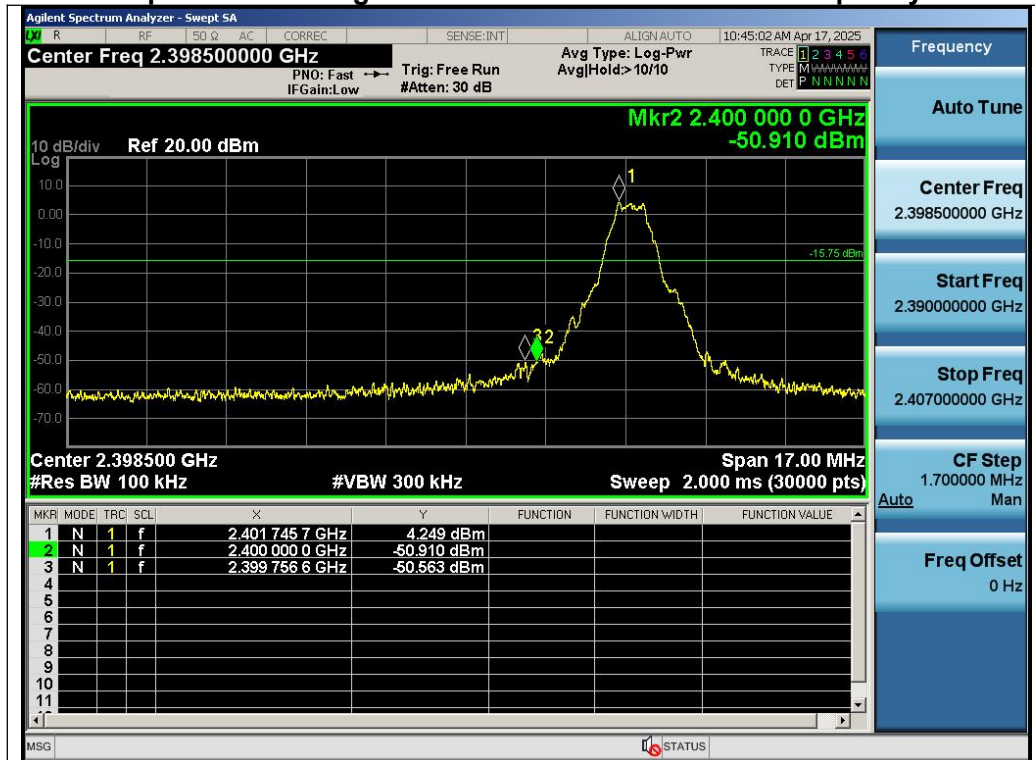 Agilent Spectrum Analyzer - Swept SA
LXI R RF 50 Ω AC CORREC SENSE:INT ALIGN AUTO 10:45:02 AM Apr 17, 2025
Center Freq 2.398500000 GHz
PNO: Fast
IFGain:Low
Trig: Free Run
#Atten: 30 dB
Avg Type: Log-Pwr
Avg|Hold:>10/10
TRACE 1 2 3 4 5 6
TYPE M WWWWW
DET P N N N N N
Mkr2 2.400 000 0 GHz
-50.910 dBm
10 dB/div Ref 20.00 dBm
Log
10.0
0.00
-10.0
-20.0
-30.0
-40.0
-50.0
-60.0
-70.0
1
-15.75 dBm
2
Center 2.398500 GHz Span 17.00 MHz
#Res BW 100 kHz #VBW 300 kHz Sweep 2.000 ms (30000 pts)
MKR MODE TRC SCL X Y FUNCTION FUNCTION WIDTH FUNCTION VALUE
1 N 1 f 2.401 745 7 GHz 4.249 dBm
2 N 1 f 2.400 000 0 GHz -50.910 dBm
3 N 1 f 2.399 756 6 GHz -50.563 dBm
4
5
6
7
8
9
10
11
MSG STATUS
Frequency
Auto Tune
Center Freq
2.398500000 GHz
Start Freq
2.390000000 GHz
Stop Freq
2.407000000 GHz
CF Step
1.700000 MHz
Auto Man
Freq Offset
0 Hz